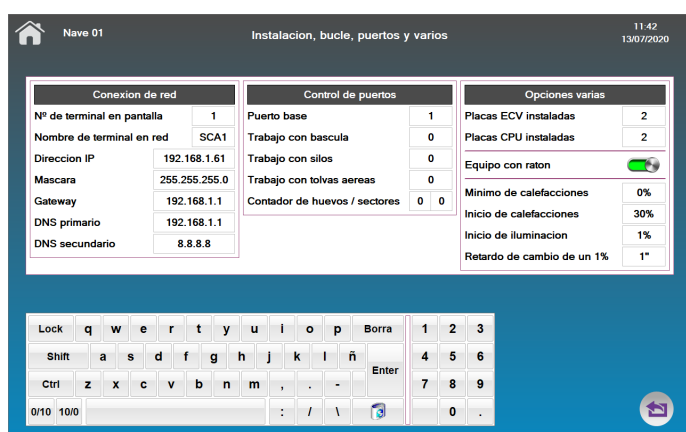 Nave 01
Instalacion, bucle, puertos y varios
11:42
13/07/2020
Conexion de red
Nº de terminal en pantalla 1
Nombre de terminal en red SCA1
Direccion IP 192.168.1.61
Mascara 255.255.255.0
Gateway 192.168.1.1
DNS primario 192.168.1.1
DNS secundario 8.8.8.8
Control de puertos
Puerto base 1
Trabajo con bascula 0
Trabajo con silos 0
Trabajo con tolvas aereas 0
Contador de huevos / sectores 0 0
Opciones varias
Placas ECV instaladas 2
Placas CPU instaladas 2
Equipo con raton
Minimo de calefacciones 0%
Inicio de calefacciones 30%
Inicio de iluminacion 1%
Retardo de cambio de un 1% 1"
Lock q w e r t y u i o p Borra 1 2 3
Shift a s d f g h j k l ñ Enter 4 5 6
Ctrl z x c v b n m , . - 7 8 9
0/10 10/0 : / \ 0 .